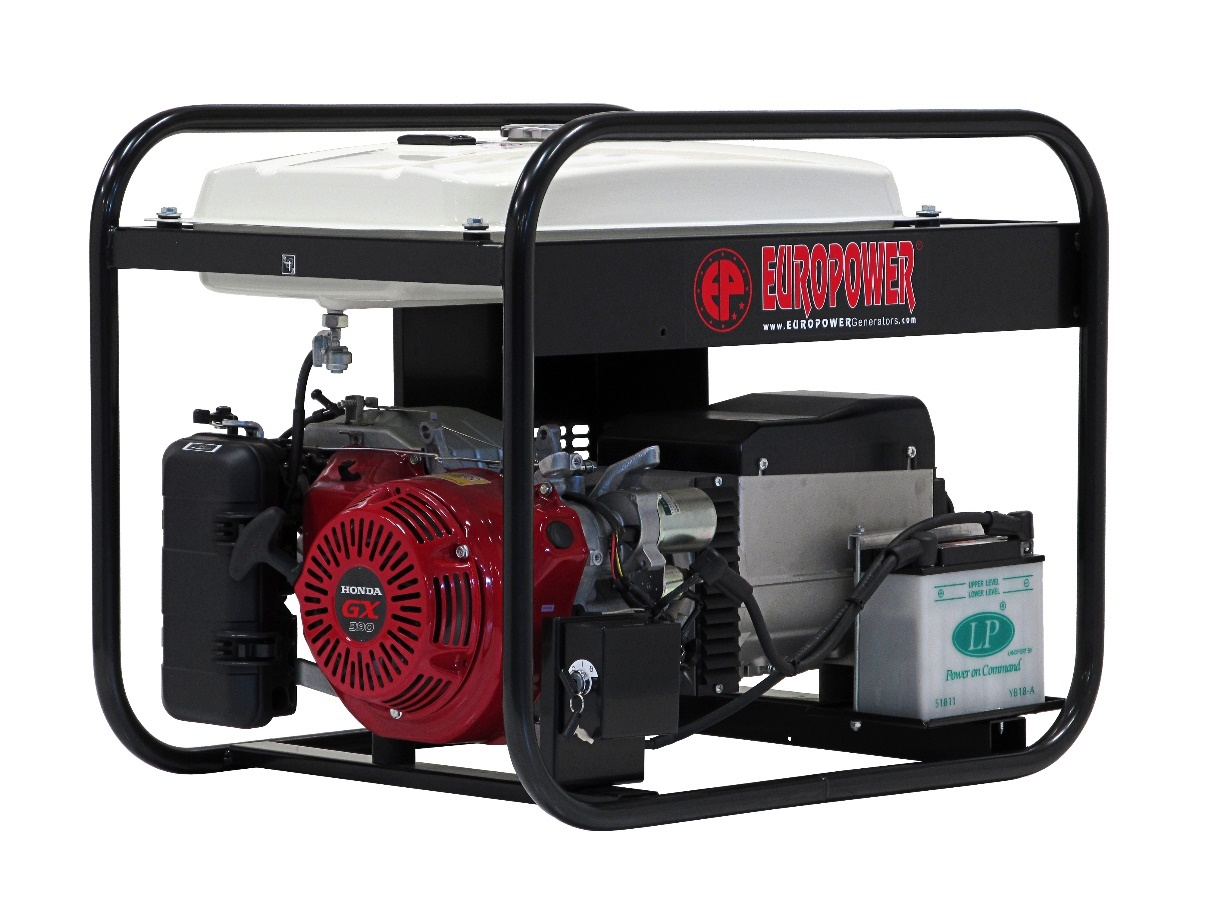 EP EUROPOWER®
www.EUROPOWERGenerators.com
HONDA
GX
390
UPPER LEVEL
LOWER LEVEL
LP®
Power on Command
51811
YB18-A